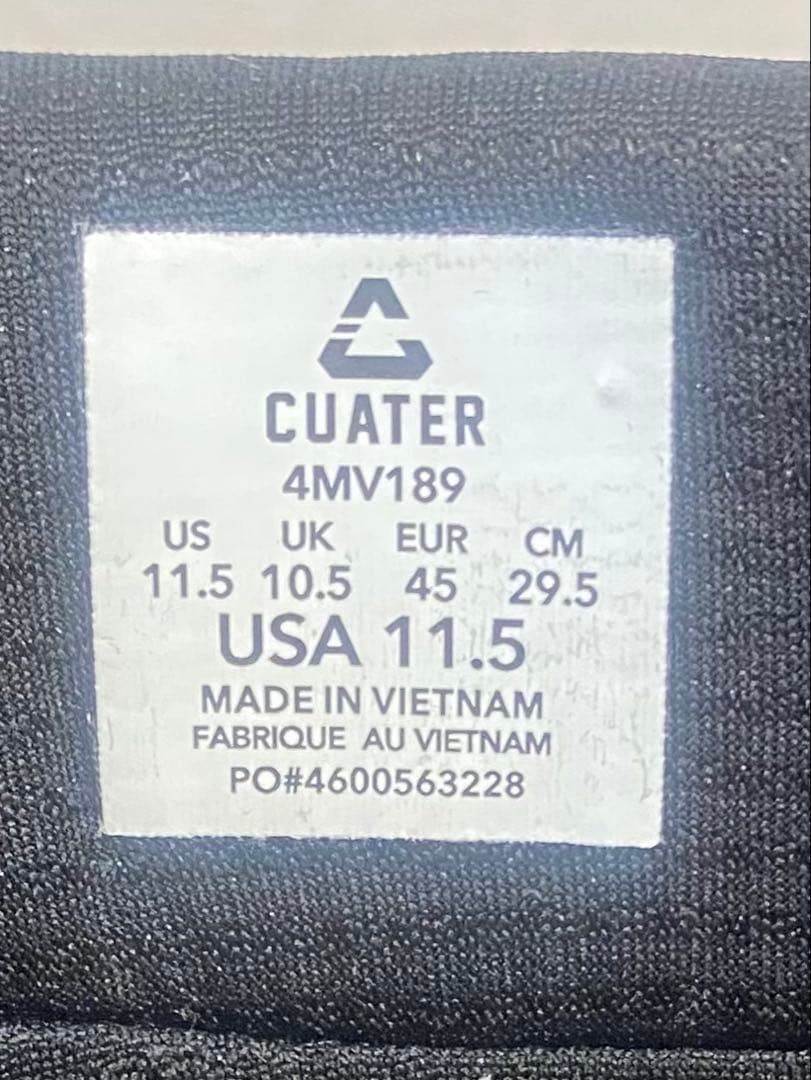 CUATER
4MV189
US UK EUR CM
11.5 10.5 45 29.5
USA 11.5
MADE IN VIETNAM
FABRIQUE AU VIETNAM
PO#4600563228